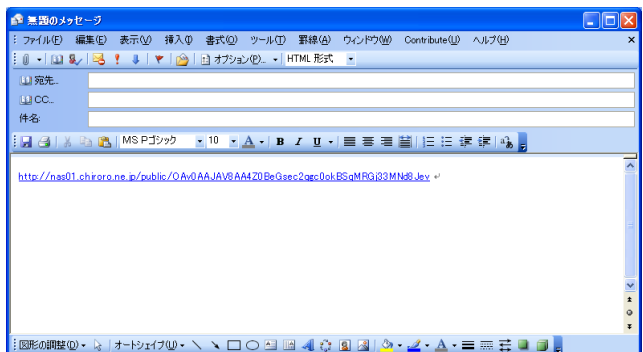 無題のメッセージ
ファイル(F) 編集(E) 表示(V) 挿入(I) 書式(O) ツール(T) 罫線(A) ウィンドウ(W) Contribute(U) ヘルプ(H)
オプション(P)... HTML 形式
宛先...
CC...
件名:
MS Pゴシック 10 A B I U
http://nas01.chiroro.ne.jp/public/OAv0AAJAV8AA4Z0BeGsec2qgc0okBSqMRGj33MNd8Jev
図形の調整(D) オートシェイプ(U)